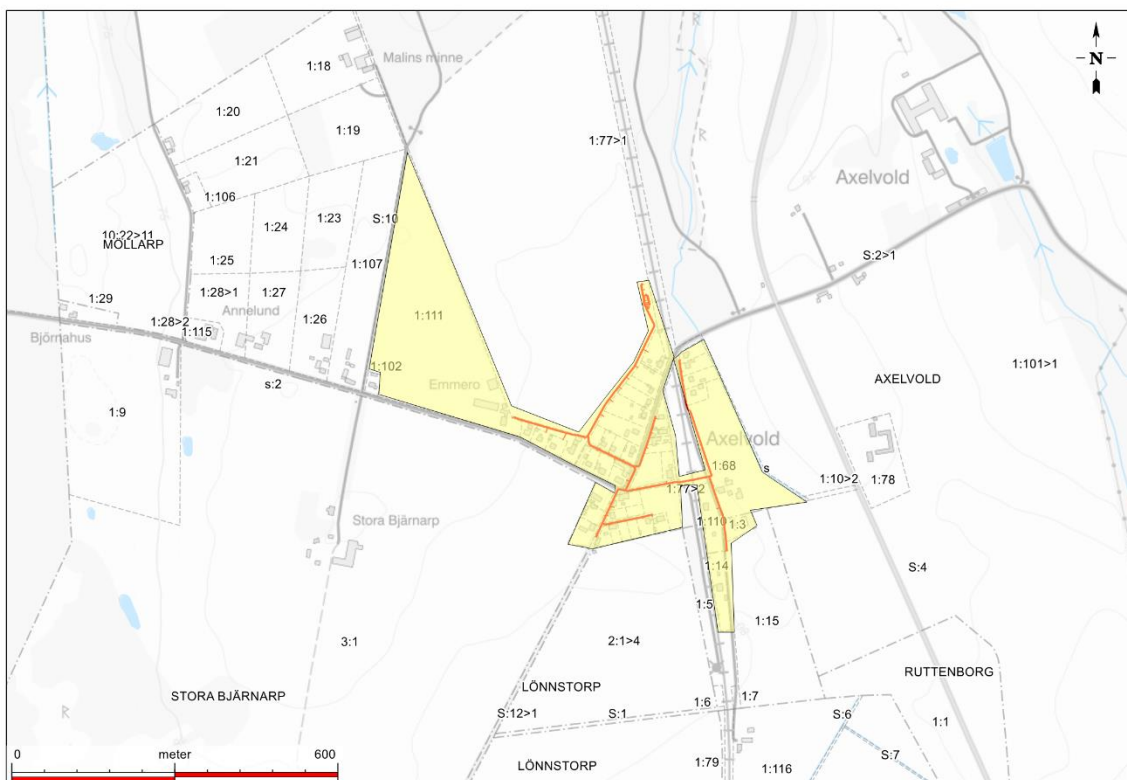 Malins minne
1:18
N
1:20
1:19
1:77>1
1:21
Axelvold
1:106
1:24
1:23
S:10
10:22>11
MÖLLARP
1:25
1:107
S:2>1
1:29
1:28>1
1:27
Annelund
1:28>2
1:115
1:26
1:111
Björnahus
1:102
s:2
Emmero
1:101>1
AXELVOLD
1:9
Axelvold
1:68
s
1:10>2
1:78
1:77>2
Stora Bjärnarp
1:110
1:3
1:14
S:4
1:5
1:15
3:1
2:1>4
RUTTENBORG
STORA BJÄRNARP
LÖNNSTORP
1:6
1:7
S:12>1
S:1
S:6
1:1
S:7
LÖNNSTORP
1:79
1:116
0 meter 600